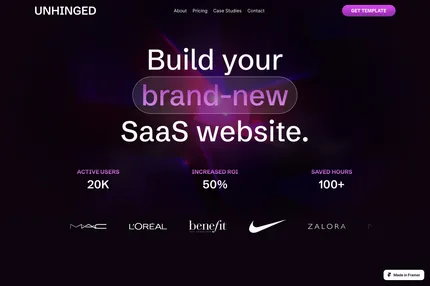 UNHINGED
About Pricing Case Studies Contact
GET TEMPLATE
Build your
brand-new
SaaS website.
ACTIVE USERS
20K
INCREASED ROI
50%
SAVED HOURS
100+
MAC
L'ORÉAL
benefit
ZALORA
Made in Framer